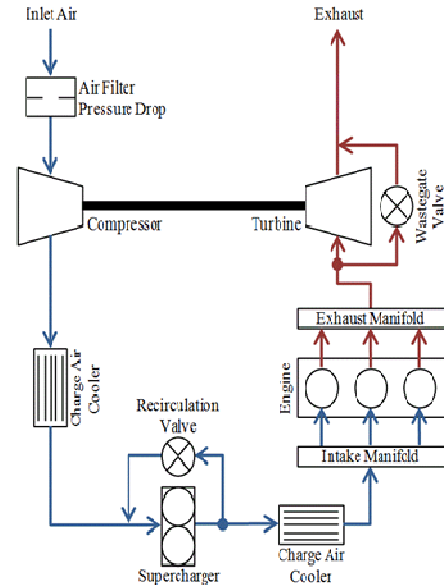 Inlet Air
Exhaust
Air Filter
Pressure Drop
Compressor
Turbine
Wastegate
Valve
Exhaust Manifold
Charge Air
Cooler
Engine
Recirculation
Valve
Intake Manifold
Supercharger
Charge Air
Cooler